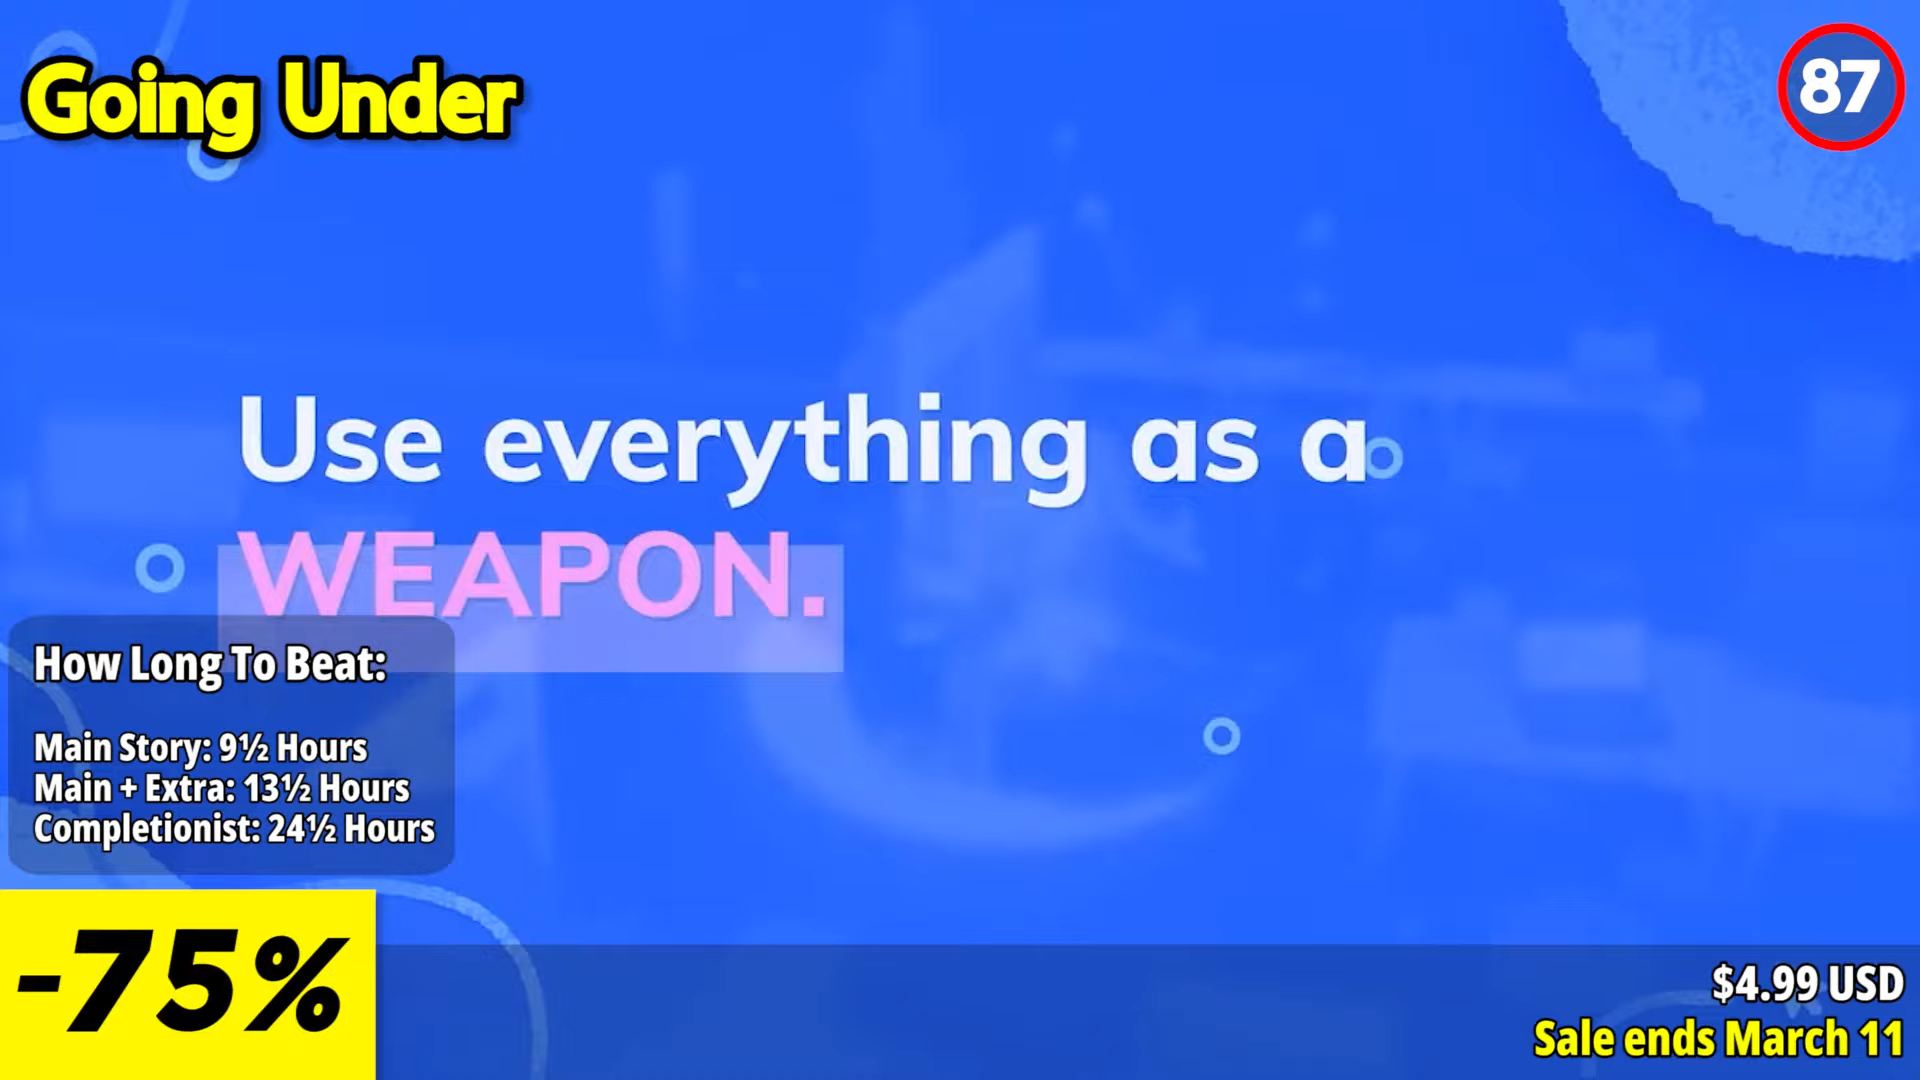 Going Under
87
Use everything as a
WEAPON.
How Long To Beat:
Main Story: 9½ Hours
Main + Extra: 13½ Hours
Completionist: 24½ Hours
-75%
$4.99 USD
Sale ends March 11